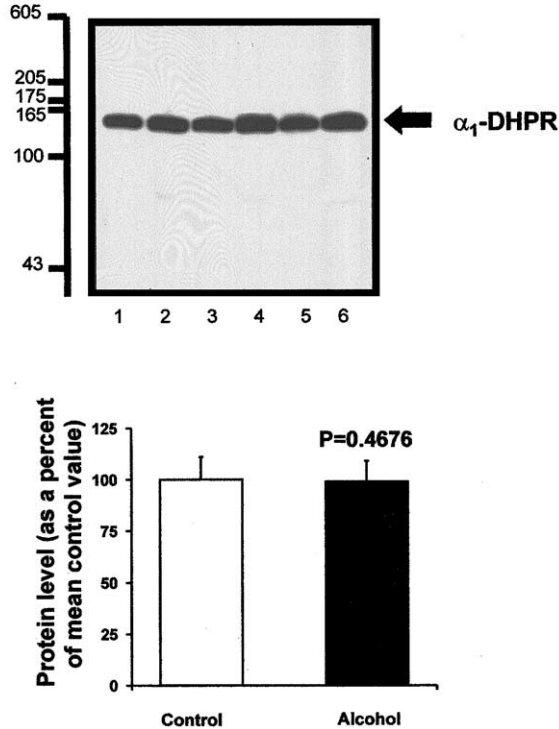 605
205
175
165
α1-DHPR
100
43
1 2 3 4 5 6
Protein level (as a percent
of mean control value)
125
100
75
50
25
0
P=0.4676
Control Alcohol